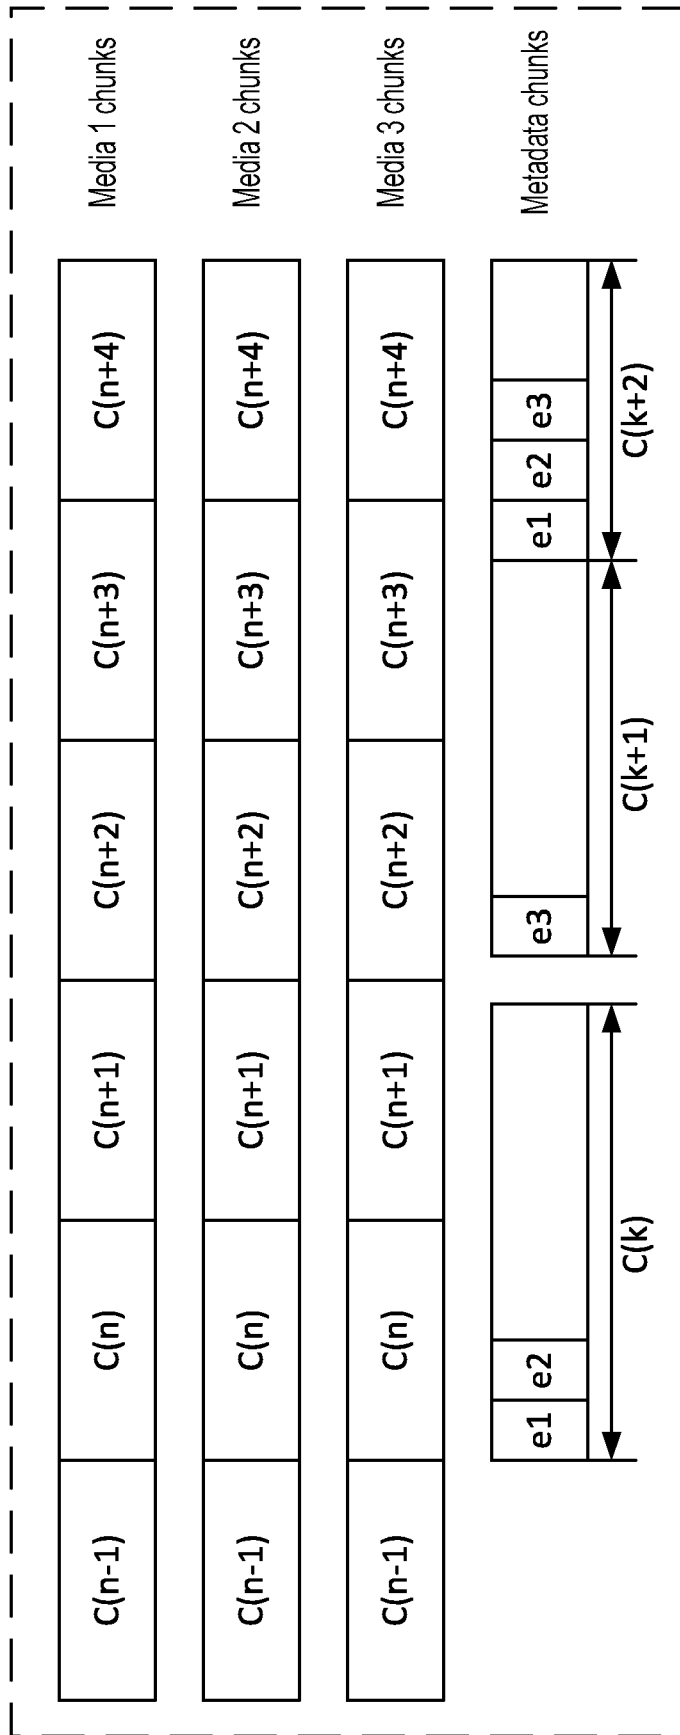 C(n-1) C(n) C(n+1) C(n+2) C(n+3) C(n+4) Media 1 chunks
C(n-1) C(n) C(n+1) C(n+2) C(n+3) C(n+4) Media 2 chunks
C(n-1) C(n) C(n+1) C(n+2) C(n+3) C(n+4) Media 3 chunks
e1 e2 e3 e1 e2 e3 Metadata chunks
C(k) C(k+1) C(k+2)